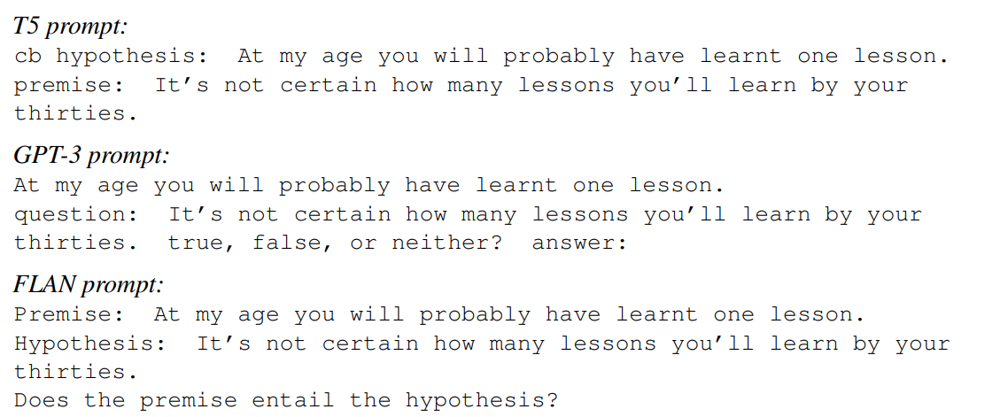 T5 prompt:
cb hypothesis:  At my age you will probably have learnt one lesson.
premise:  It’s not certain how many lessons you’ll learn by your
thirties.
GPT-3 prompt:
At my age you will probably have learnt one lesson.
question:  It’s not certain how many lessons you’ll learn by your
thirties.  true, false, or neither?  answer:
FLAN prompt:
Premise:  At my age you will probably have learnt one lesson.
Hypothesis:  It’s not certain how many lessons you’ll learn by your
thirties.
Does the premise entail the hypothesis?